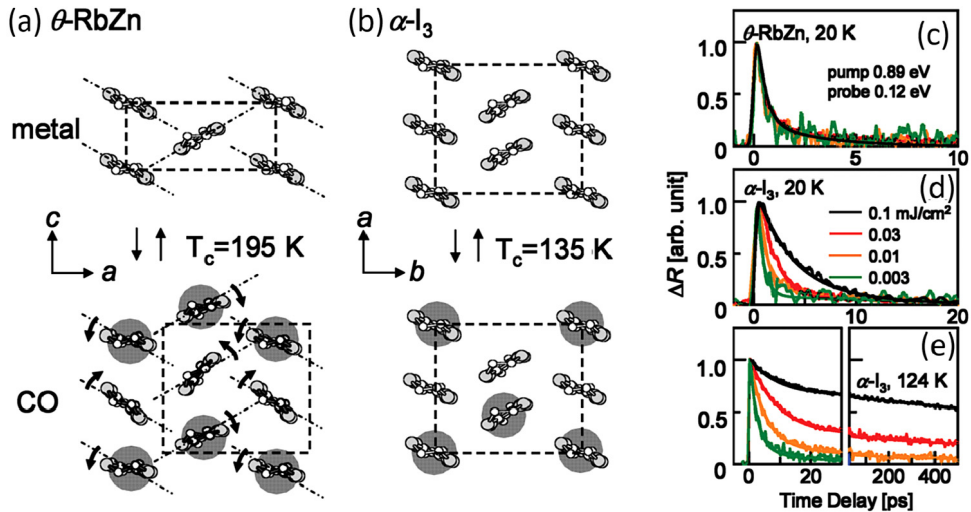 (a) θ-RbZn
metal
c
a
T_c=195 K
CO
(b) α-I₃
a
b
T_c=135 K
(c)
θ-RbZn, 20 K
pump 0.89 eV
probe 0.12 eV
1.0
0.5
0
0 5 10
(d)
α-I₃, 20 K
0.1 mJ/cm²
0.03
0.01
0.003
1.0
0.5
0
0 10 20
ΔR [arb. unit]
(e)
α-I₃, 124 K
1.0
0.5
0
0 20 200 400
Time Delay [ps]